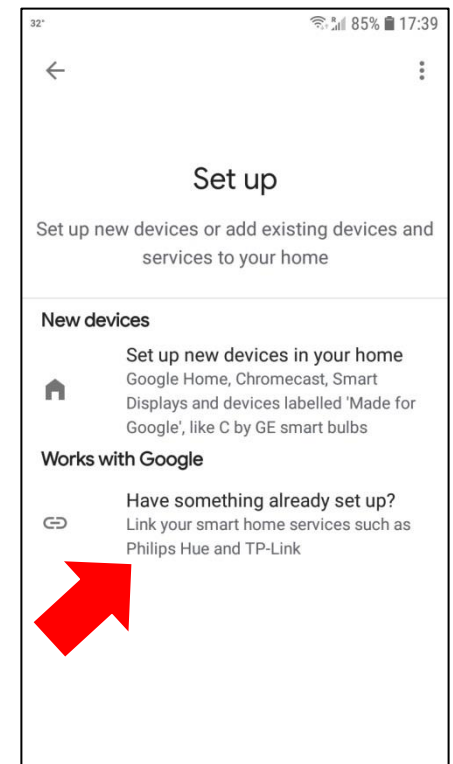 32° 85% 17:39
Set up
Set up new devices or add existing devices and
services to your home
New devices
Set up new devices in your home
Google Home, Chromecast, Smart
Displays and devices labelled 'Made for
Google', like C by GE smart bulbs
Works with Google
Have something already set up?
Link your smart home services such as
Philips Hue and TP-Link